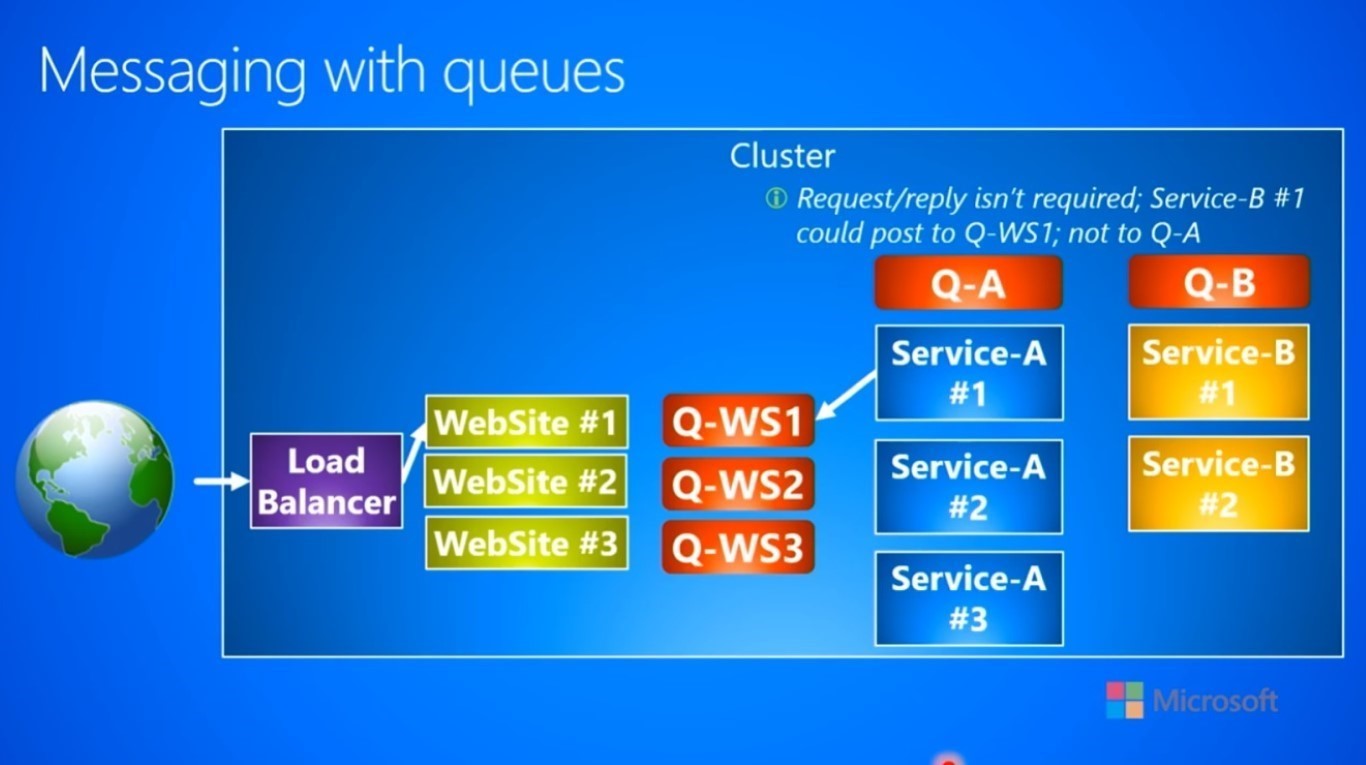 Messaging with queues
Cluster
Request/reply isn't required; Service-B #1
could post to Q-WS1; not to Q-A
Q-A
Q-B
Service-A
#1
Service-B
#1
WebSite #1
Q-WS1
Load
Balancer
WebSite #2
Q-WS2
Service-A
#2
Service-B
#2
WebSite #3
Q-WS3
Service-A
#3
Microsoft